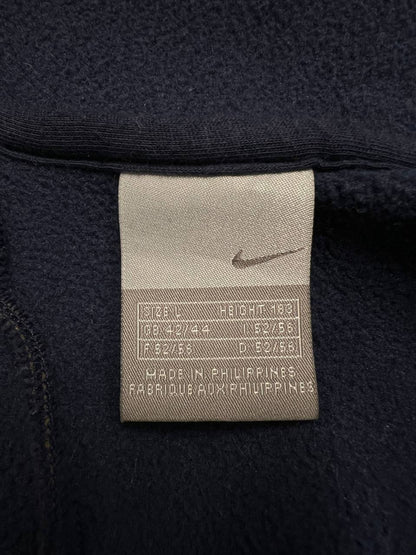 SIZE L HEIGHT 183
GB 42/44 I 52/56
F 52/56 D 52/56
MADE IN PHILIPPINES
FABRIQUE AUX PHILIPPINES